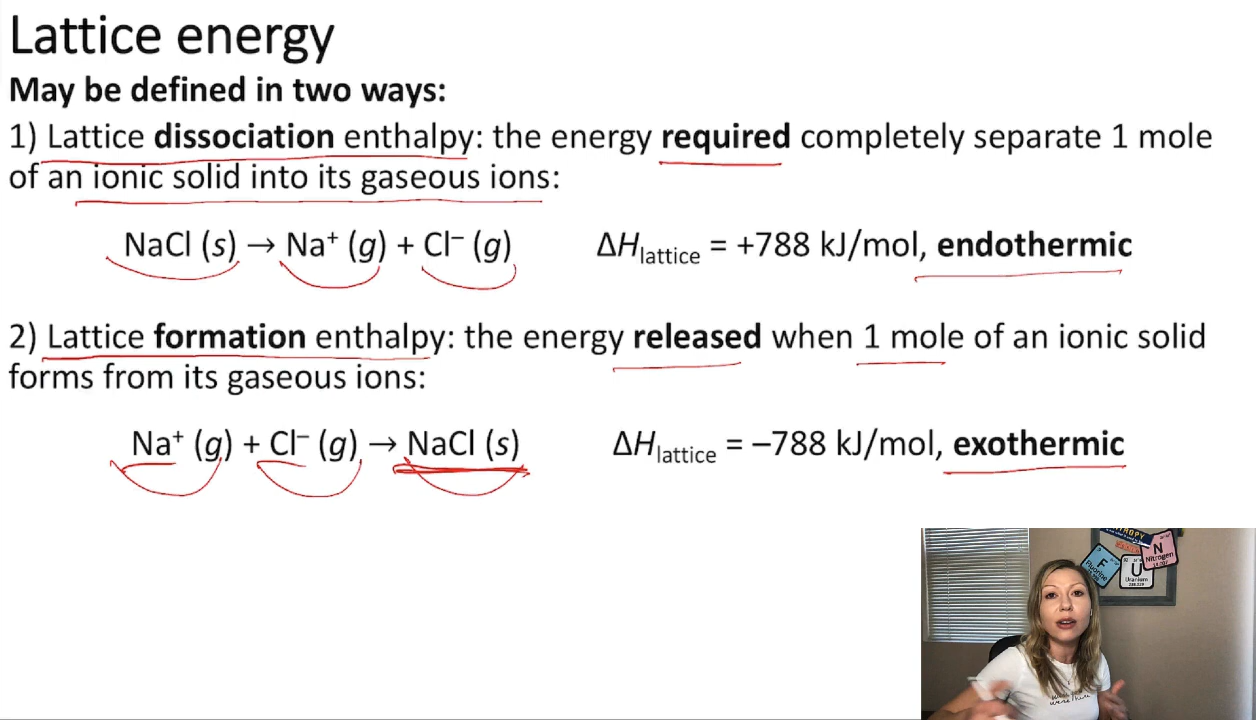 Lattice energy
May be defined in two ways:
1) Lattice dissociation enthalpy: the energy required completely separate 1 mole
of an ionic solid into its gaseous ions:
NaCl (s) → Na⁺ (g) + Cl⁻ (g) ΔHlattice = +788 kJ/mol, endothermic
2) Lattice formation enthalpy: the energy released when 1 mole of an ionic solid
forms from its gaseous ions:
Na⁺ (g) + Cl⁻ (g) → NaCl (s) ΔHlattice = –788 kJ/mol, exothermic
F
Fluorine
U
Uranium
N
Nitrogen